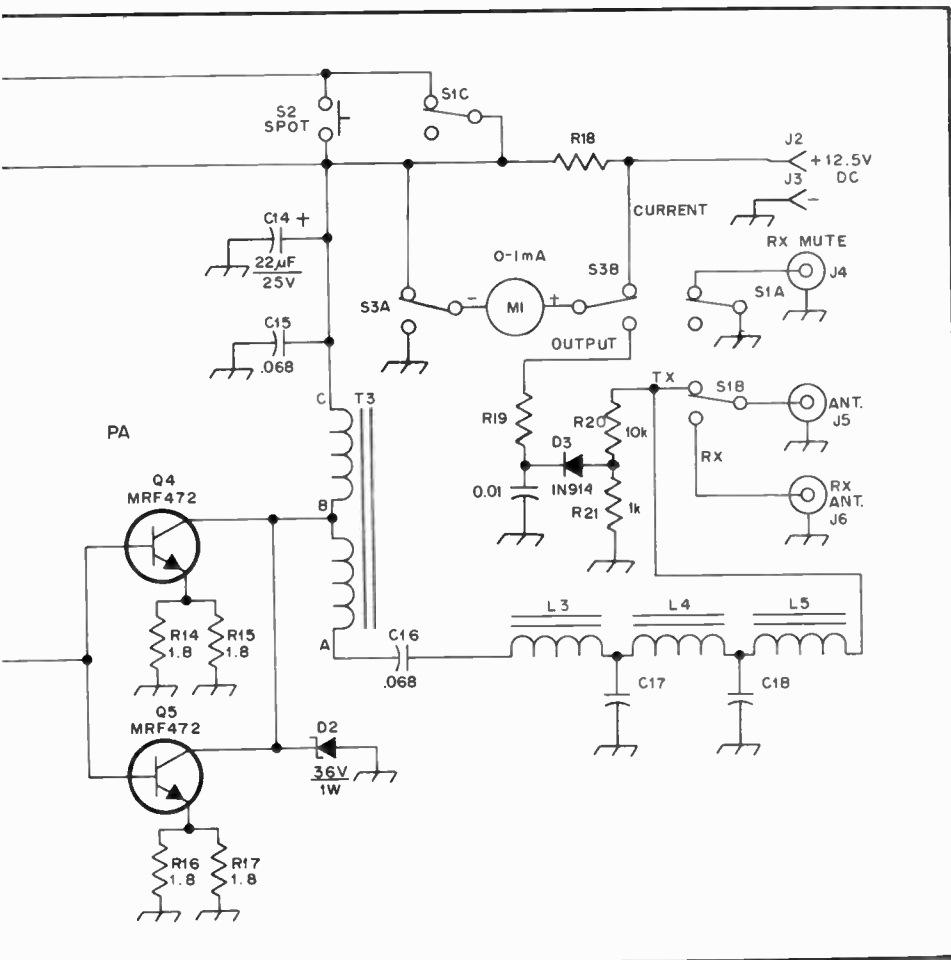 S1C
S2
SPOT
R18
J2
+12.5V
DC
J3
-
CURRENT
C14 +
22µF
25V
RX MUTE
J4
0-1mA
S3B
S1A
S3A
-
M1
+
C15
.068
OUTPUT
TX
S1B
ANT.
J5
C
T3
R19
R20
10k
D3
1N914
RX
PA
0.01
R21
1k
RX
ANT.
J6
Q4
MRF472
B
L3
L4
L5
R14
1.8
R15
1.8
A
C16
.068
C17
C18
Q5
MRF472
D2
36V
1W
R16
1.8
R17
1.8